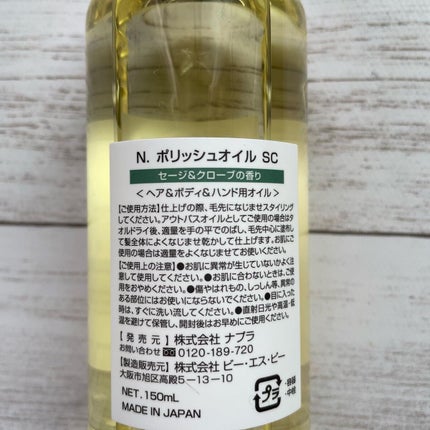 N. ポリッシュオイル SC
セージ&クローブの香り
＜ヘア&ボディ&ハンド用オイル＞
【ご使用方法】仕上げの際、毛先になじませスタイリング
してください。アウトバスオイルとしてご使用の場合はタ
オルドライ後、適量を手の平でのばし、毛先中心に塗布し
て髪全体によくなじませ乾かして仕上げます。お肌にご使
用の場合は適量をよくなじませてお使いください。
【ご使用上の注意】●お肌に異常が生じていないかよく注
意して使用してください。●お肌に合わないときは、ご使
用をおやめください。●傷やはれもの、しっしん等、異常の
ある部位にはお使いにならないでください。●目に入った
時は、すぐに洗い流してください。●直射日光や高温・低
温を避けて保管し、開封後はお早めにご使用ください。
【発売元】株式会社 ナプラ
お問い合わせ 0120-189-720
【製造販売元】株式会社 ビー・エス・ピー
大阪市旭区高殿5-13-10
NET. 150mL
MADE IN JAPAN
プラ
・容器
・中栓